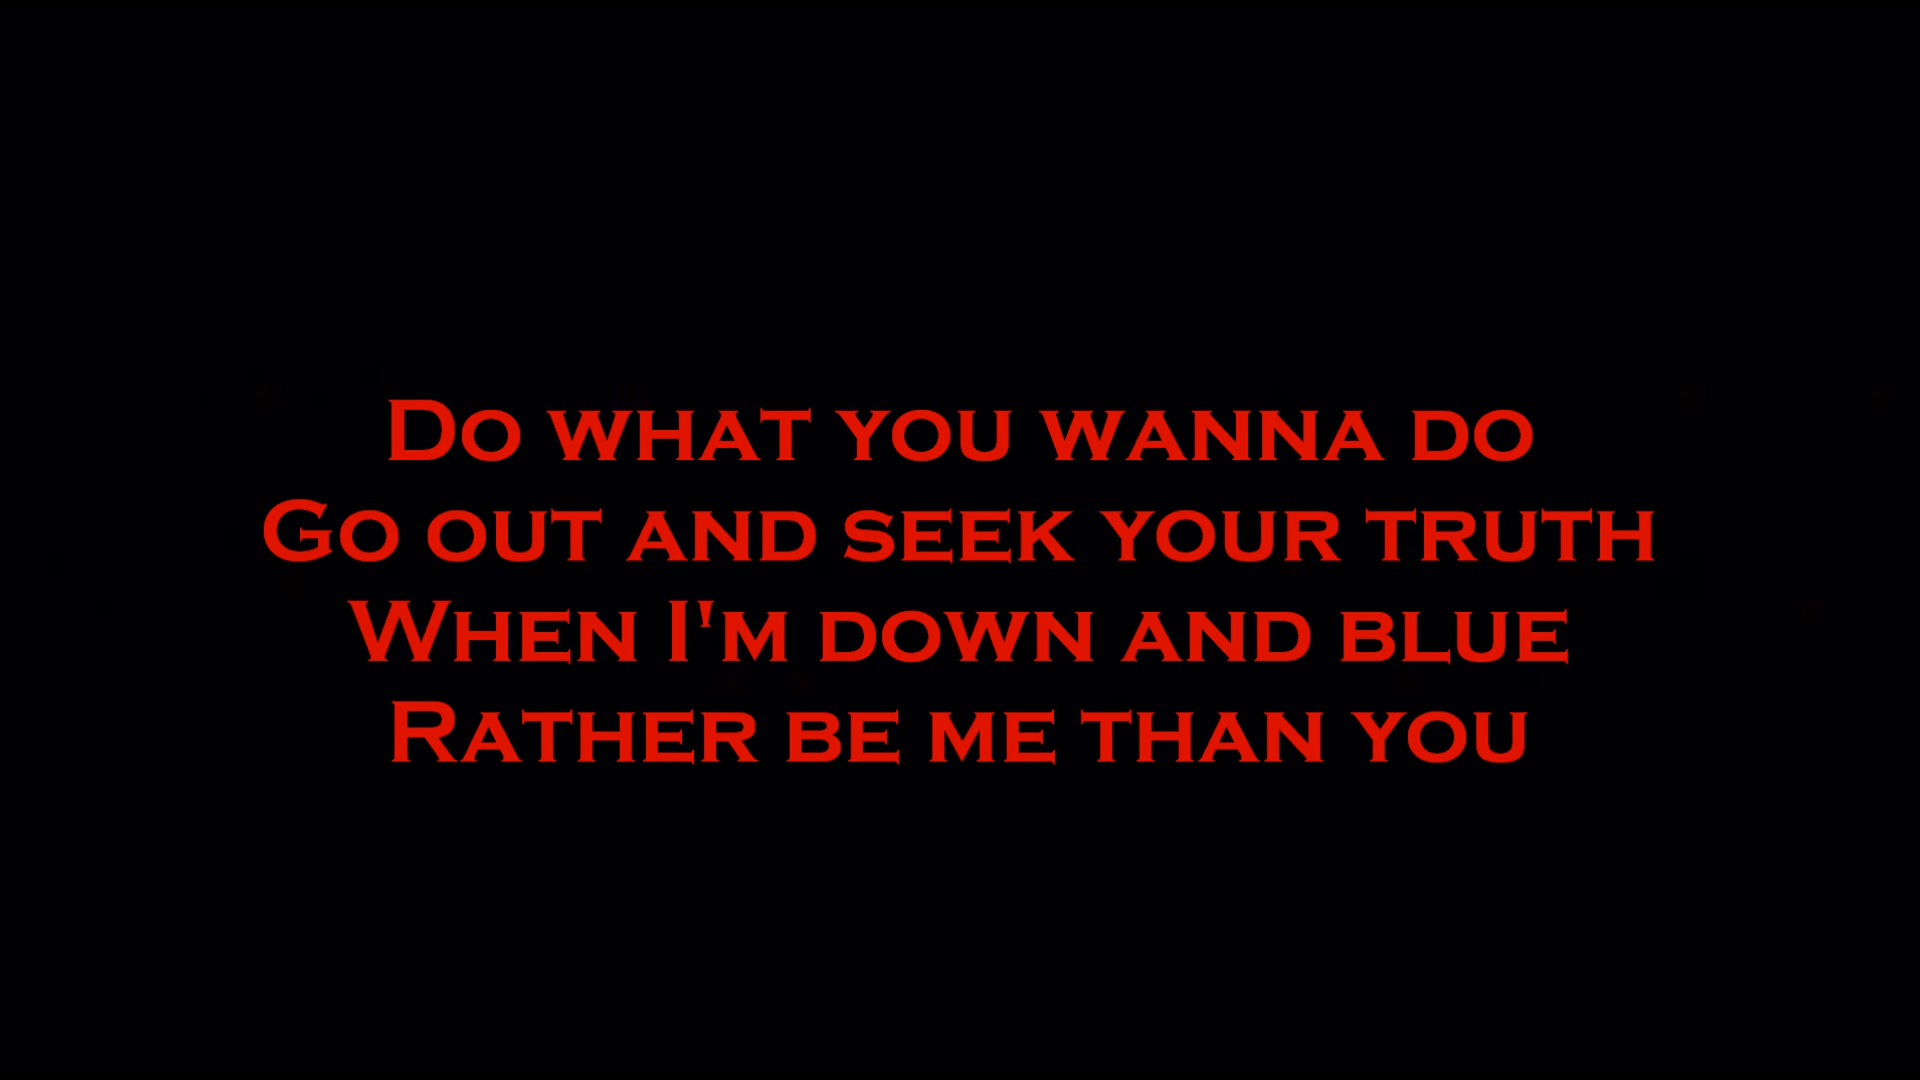 Do what you wanna do
Go out and seek your truth
When I'm down and blue
Rather be me than you